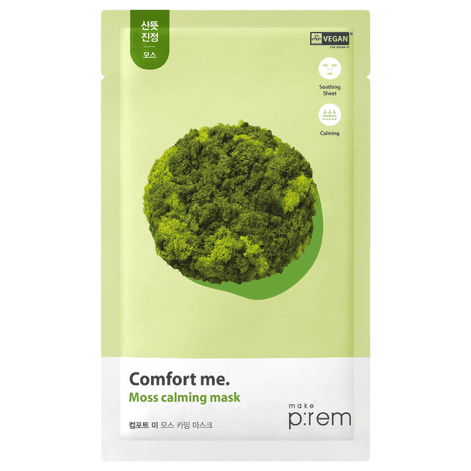 산뜻
진정
모스
VEGAN
Soothing
Sheet
Calming
Comfort me.
Moss calming mask
컴포트 미 모스 카밍 마스크
make
p:rem